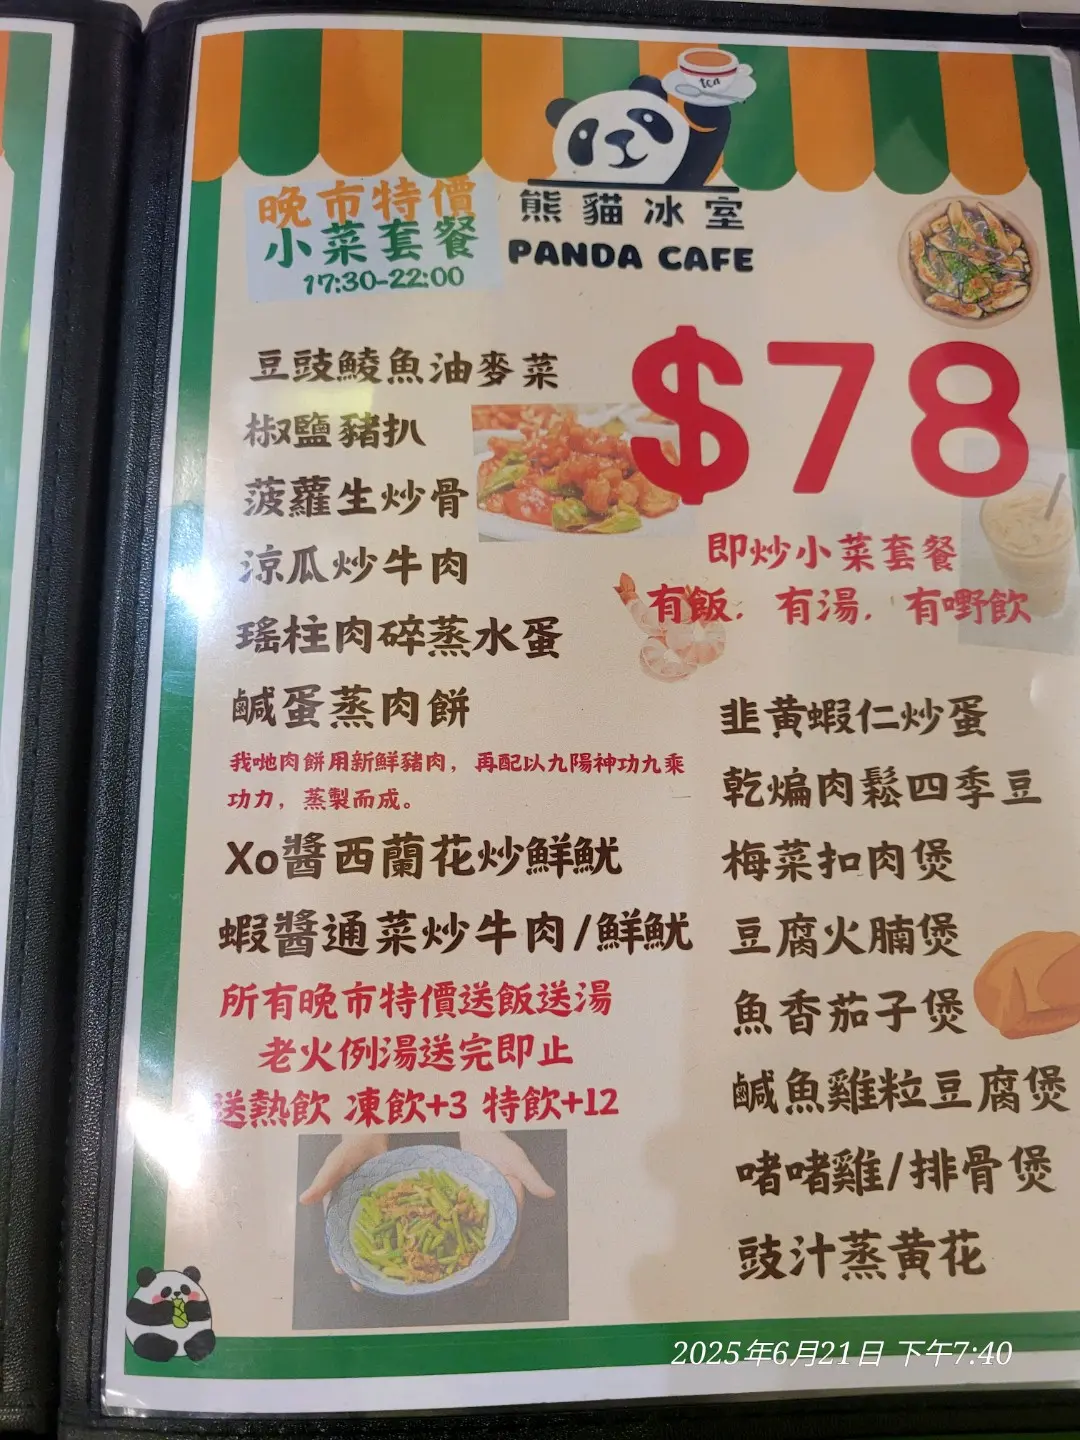 tea
熊貓冰室
PANDA CAFE
晚市特價
小菜套餐
17:30-22:00
$78
即炒小菜套餐
有飯，有湯，有嘢飲
豆豉鯪魚油麥菜
椒鹽豬扒
菠蘿生炒骨
涼瓜炒牛肉
瑤柱肉碎蒸水蛋
鹹蛋蒸肉餅
我哋肉餅用新鮮豬肉，再配以九陽神功九乘
功力，蒸製而成。
Xo醬西蘭花炒鮮魷
蝦醬通菜炒牛肉/鮮魷
所有晚市特價送飯送湯
老火例湯送完即止
送熱飲 凍飲+3 特飲+12
韭黃蝦仁炒蛋
乾煸肉鬆四季豆
梅菜扣肉煲
豆腐火腩煲
魚香茄子煲
鹹魚雞粒豆腐煲
啫啫雞/排骨煲
豉汁蒸黃花
2025年6月21日 下午7:40